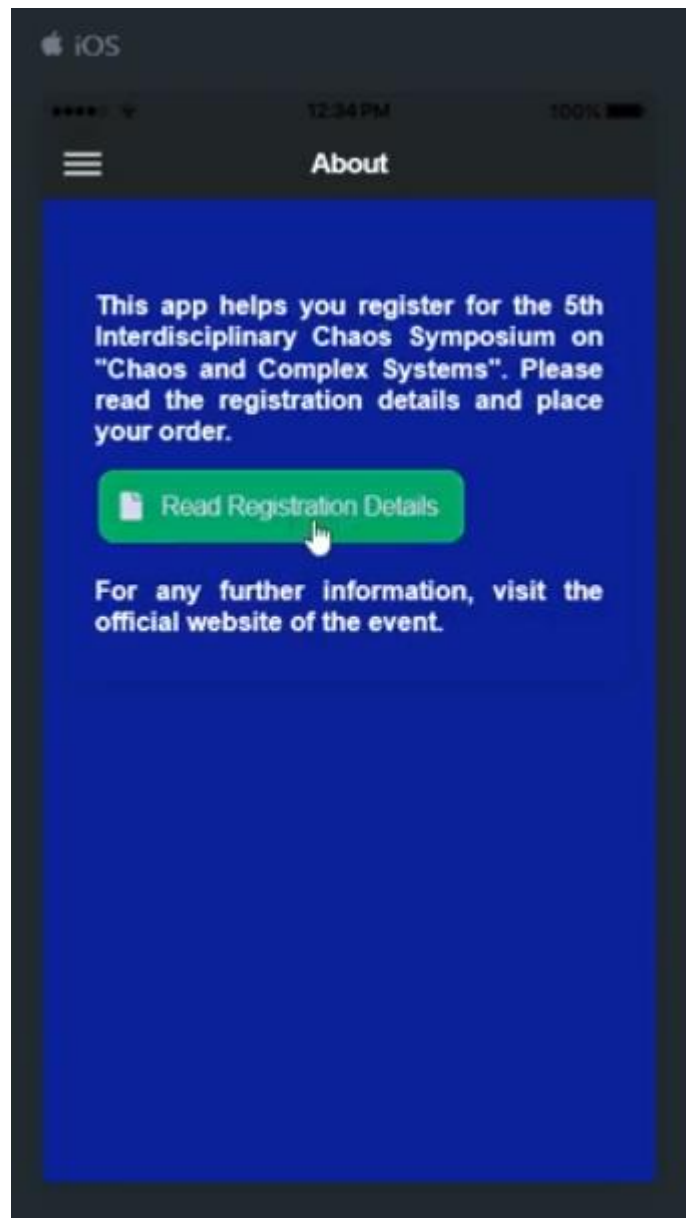 iOS
12:34 PM
100%
About
This app helps you register for the 5th
Interdisciplinary Chaos Symposium on
"Chaos and Complex Systems". Please
read the registration details and place
your order.
Read Registration Details
For any further information, visit the
official website of the event.